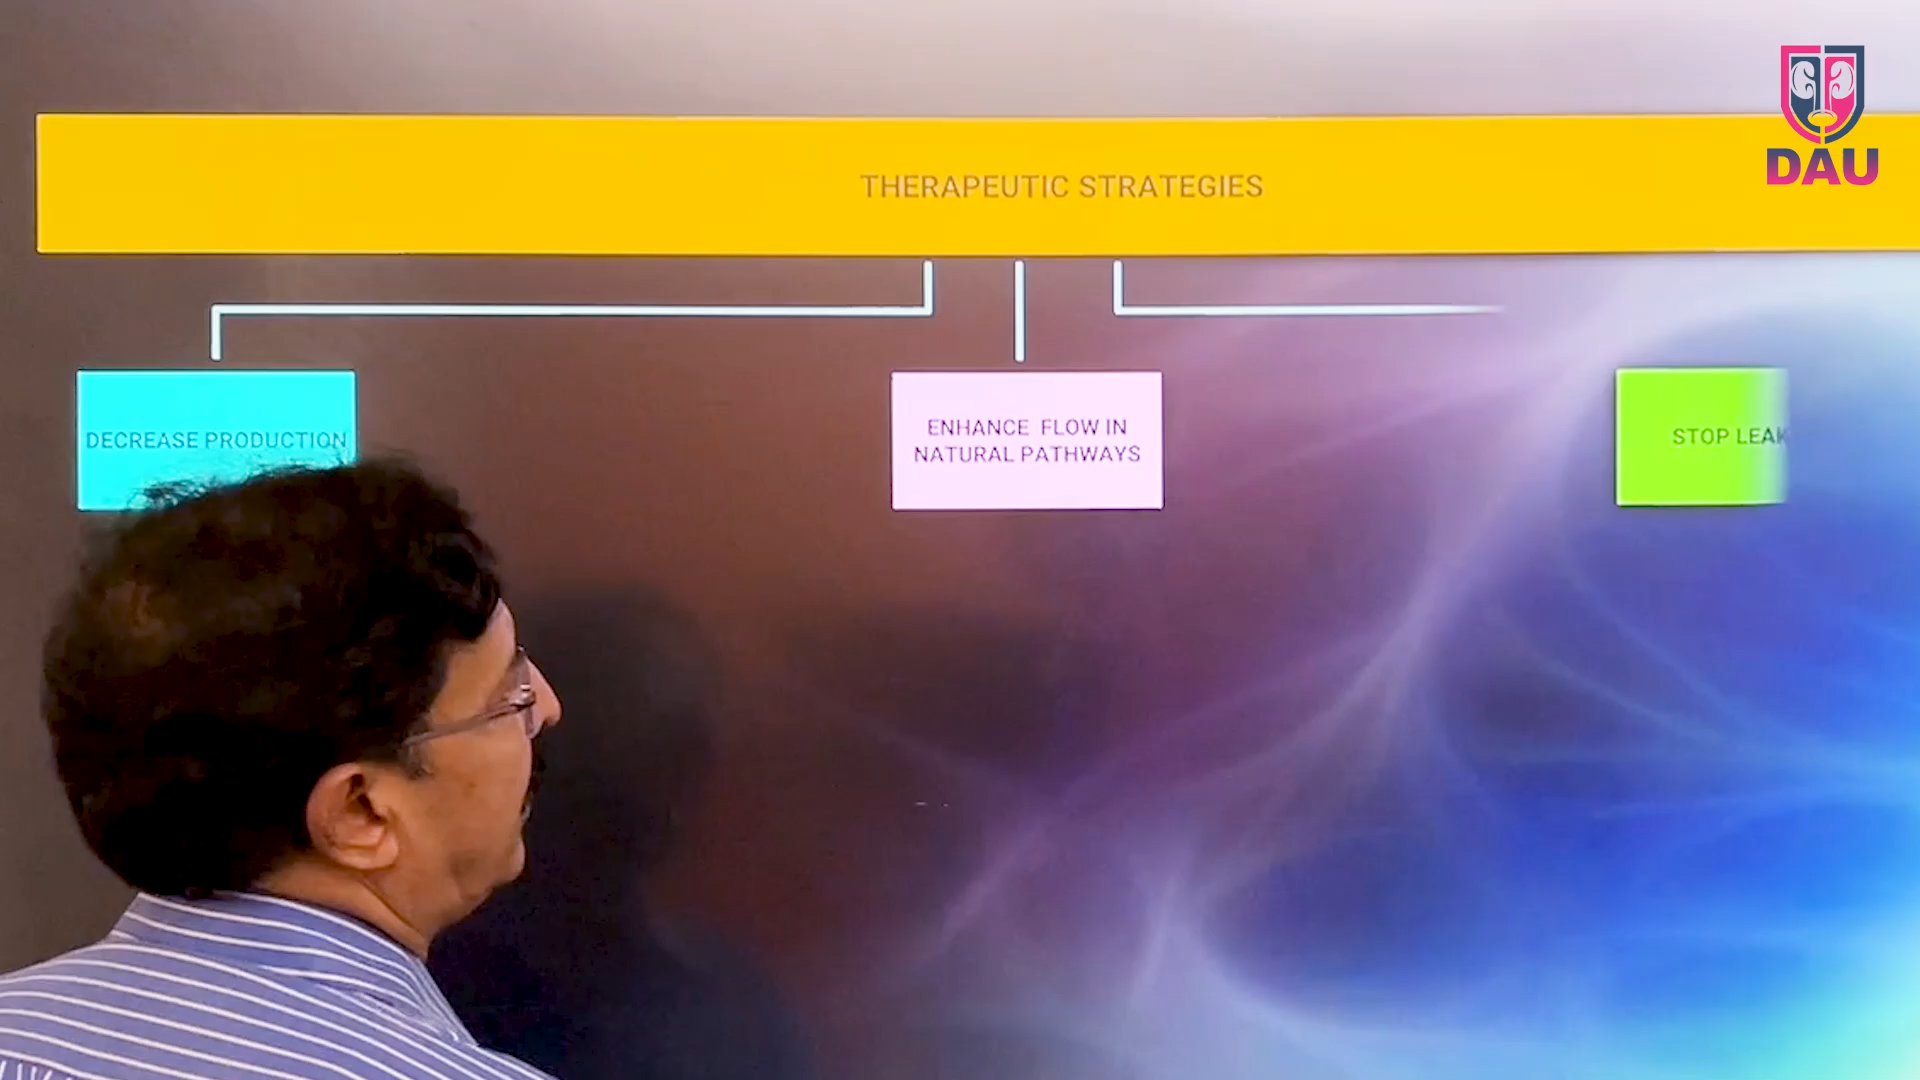 DAU
THERAPEUTIC STRATEGIES
DECREASE PRODUCTION
ENHANCE FLOW IN
NATURAL PATHWAYS
STOP LEAK